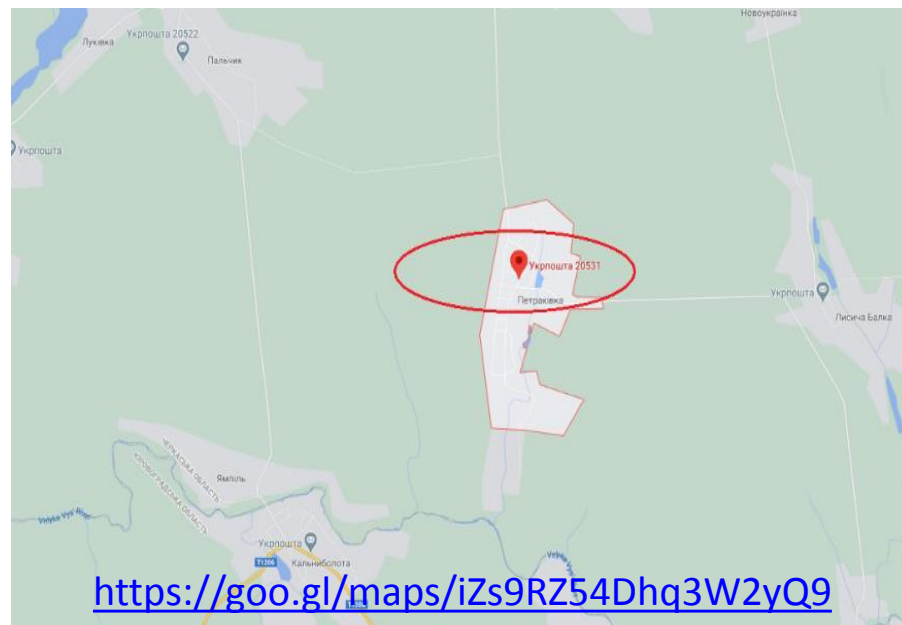 Новоукраїнка
Луківка
Укрпошта 20522
Пальчик
Укрпошта
Укрпошта 20531
Петраківка
Укрпошта
Лисича Балка
ЧЕРКАСЬКА ОБЛАСТЬ
КІРОВОГРАДСЬКА ОБЛАСТЬ
Ямпіль
Укрпошта
T1206
Кальниболота
https://goo.gl/maps/iZs9RZ54Dhq3W2yQ9